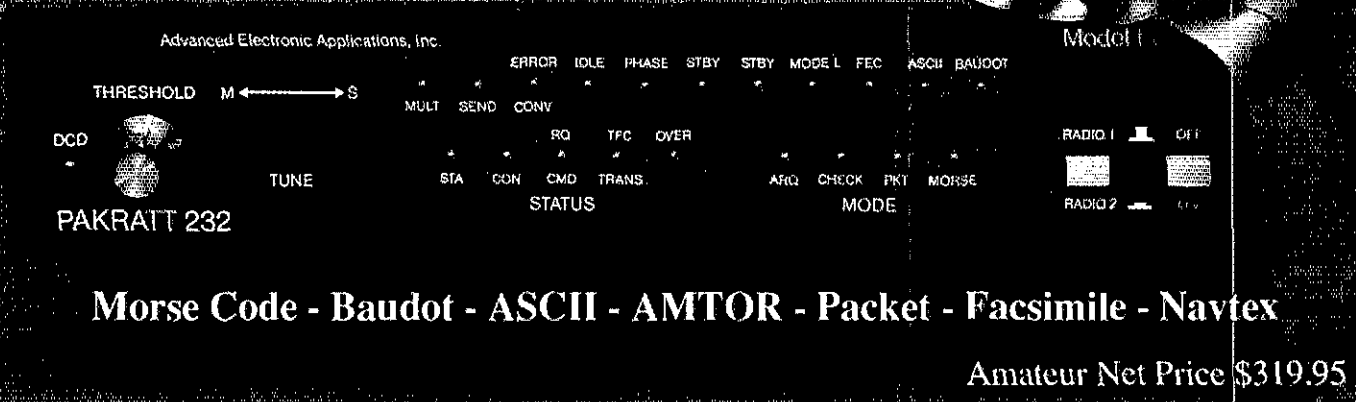 Advanced Electronic Applications, Inc.
Model
ERROR IDLE PHASE STBY STBY MODE L FEC ASCII BAUDOT
THRESHOLD M S
MULT SEND CONV
DCD
RQ TFC OVER
RADIO 1 OFF
TUNE
STA CON CMD TRANS.
ARQ CHECK PKT MORSE
STATUS
MODE
RADIO 2
PAKRATT 232
Morse Code - Baudot - ASCII - AMTOR - Packet - Facsimile - Navtex
Amateur Net Price $319.95